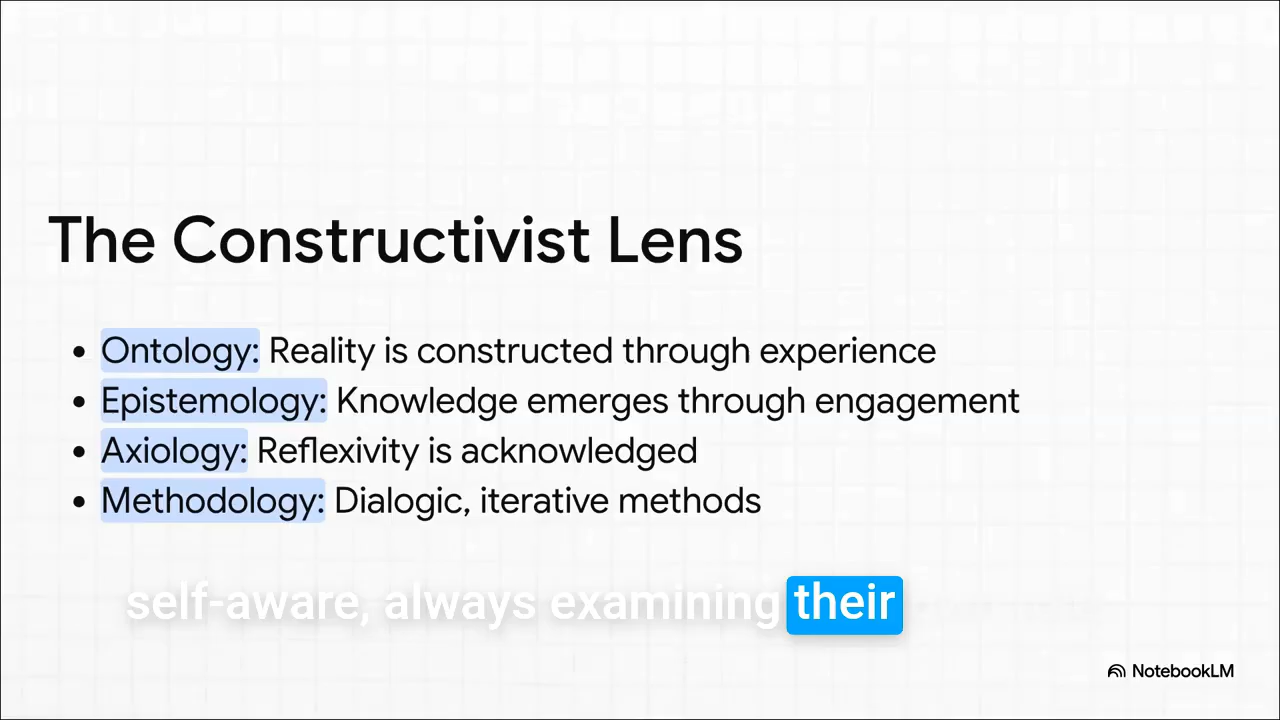 The Constructivist Lens
• Ontology: Reality is constructed through experience
• Epistemology: Knowledge emerges through engagement
• Axiology: Reflexivity is acknowledged
• Methodology: Dialogic, iterative methods
self-aware, always examining their
NotebookLM